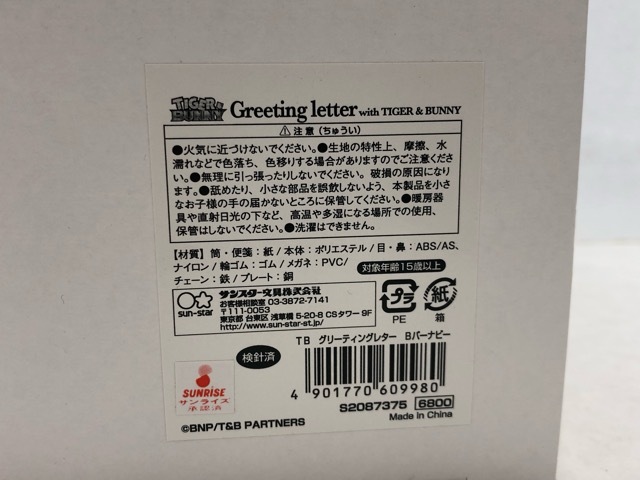 TIGER & BUNNY Greeting letter with TIGER & BUNNY
⚠注意（ちゅうい）
●火気に近づけないでください。●生地の特性上、摩擦、水
濡れなどで色落ち、色移りする場合がありますのでご注意くださ
い。●無理に引っ張ったりしないでください。破損の原因になり
ます。●舐めたり、小さな部品を誤飲しないよう、本製品を小さ
なお子様の手の届かないところに保管してください。●暖房器
具や直射日光の下など、高温や多湿になる場所での使用、
保管はしないでください。●洗濯はできません。
【材質】筒・便箋：紙/本体：ポリエステル/目・鼻：ABS/AS、
ナイロン/輪ゴム：ゴム/メガネ：PVC/
チェーン：鉄/プレート：銅
対象年齢15歳以上
sun-star
サンスター文具株式会社
お客様相談室 03-3872-7141
〒111-0053
東京都 台東区 浅草橋 5-20-8 CSタワー 9F
http://www.sun-star-st.jp/
プラ
PE
紙
箱
TB グリーティングレター Bバーナビー
検針済
4 901770 609980
S2087375 6800
Made in China
SUNRISE
サンライズ
承認済
©BNP/T&B PARTNERS